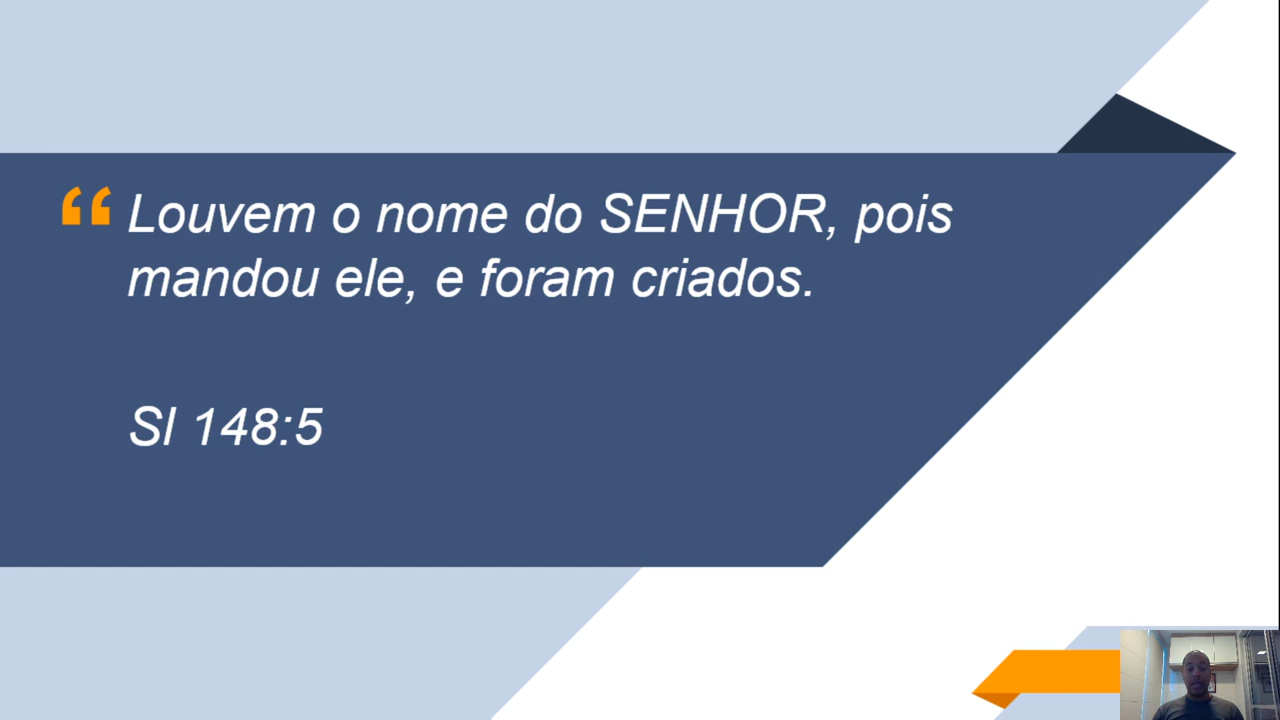 “ Louvem o nome do SENHOR, pois
mandou ele, e foram criados.
Sl 148:5